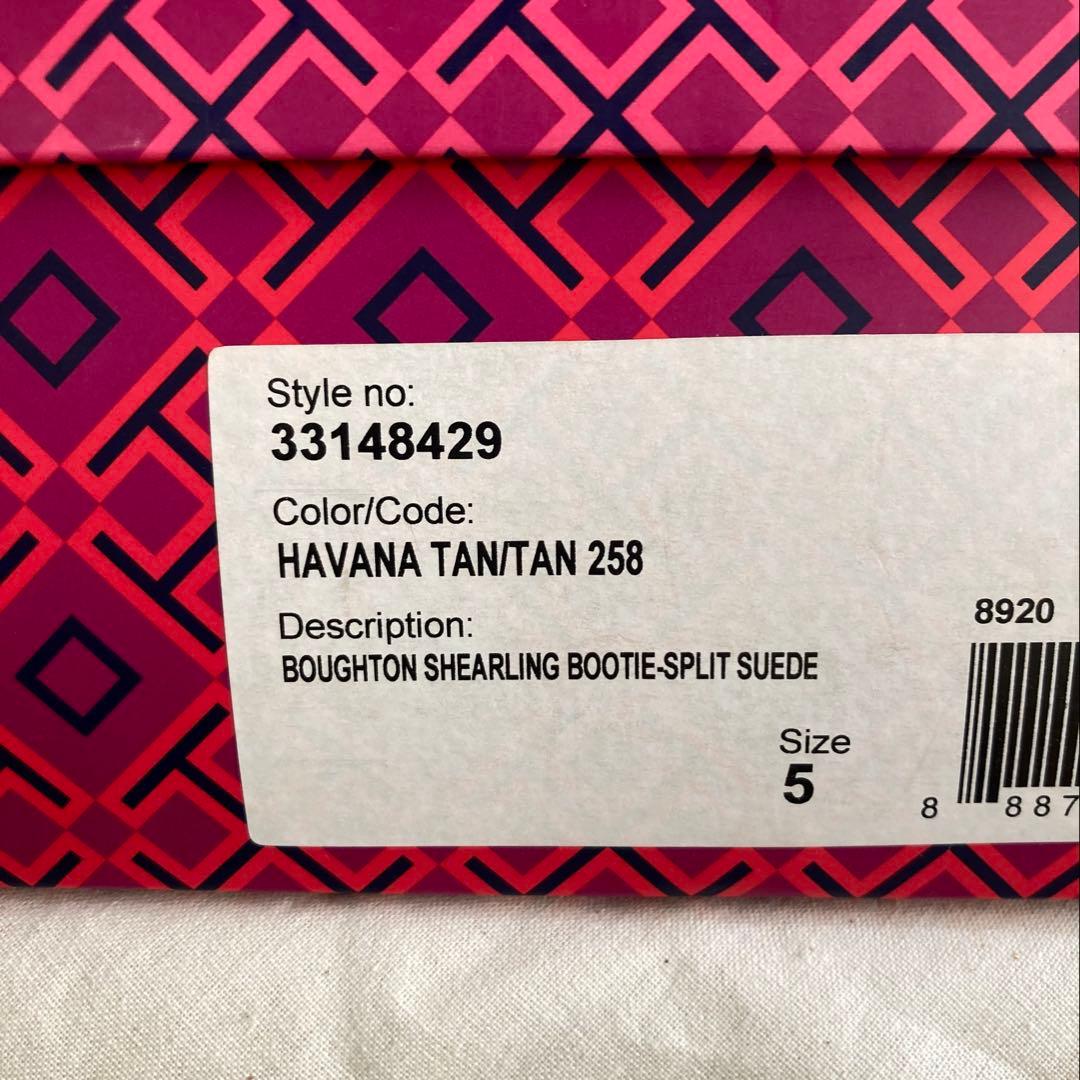 Style no:
33148429
Color/Code:
HAVANA TAN/TAN 258
Description:
BOUGHTON SHEARLING BOOTIE-SPLIT SUEDE
8920
Size
5
8 887